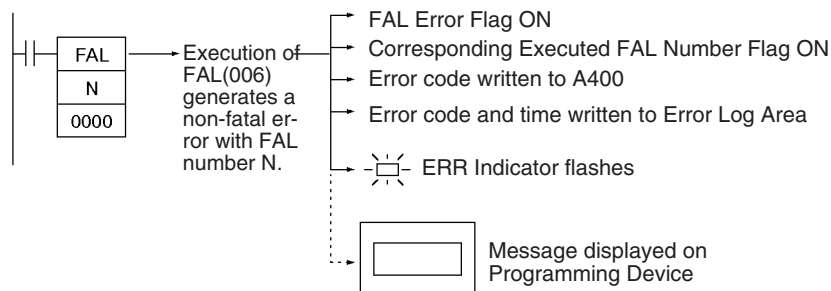 FAL
N
0000
Execution of
FAL(006)
generates a
non-fatal er-
ror with FAL
number N.
FAL Error Flag ON
Corresponding Executed FAL Number Flag ON
Error code written to A400
Error code and time written to Error Log Area
ERR Indicator flashes
Message displayed on
Programming Device